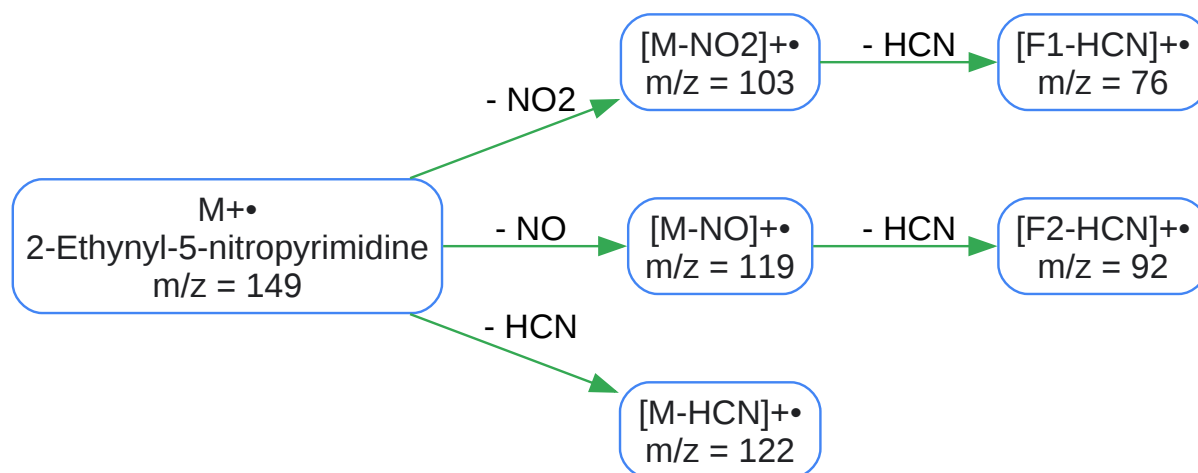 [M-NO2]+•
m/z = 103
- HCN
[F1-HCN]+•
m/z = 76
- NO2
M+•
2-Ethynyl-5-nitropyrimidine
m/z = 149
- NO
[M-NO]+•
m/z = 119
- HCN
[F2-HCN]+•
m/z = 92
- HCN
[M-HCN]+•
m/z = 122